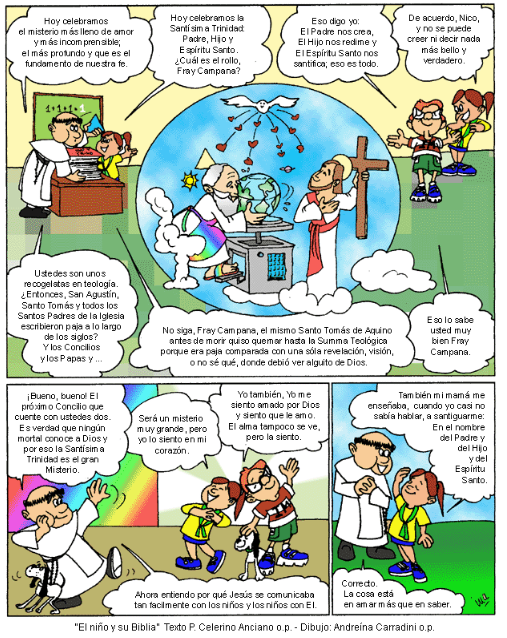 Hoy celebramos
el misterio más lleno de amor
y más incomprensible;
el más profundo y que es el
fundamento de nuestra fe.
Hoy celebramos la
Santísima Trinidad:
Padre, Hijo y
Espíritu Santo.
¿Cuál es el rollo,
Fray Campana?
Eso digo yo:
El Padre nos crea,
El Hijo nos redime y
El Espíritu Santo nos
santifica; eso es todo.
De acuerdo, Nico,
y no se puede
creer ni decir nada
más bello y
verdadero.
1+1+1
Ustedes son unos
recogelatas en teología.
¿Entonces, San Agustín,
Santo Tomás y todos los
Santos Padres de la Iglesia
escribieron paja a lo largo
de los siglos?
Y los Concilios
y los Papas y ...
No siga, Fray Campana, el mismo Santo Tomás de Aquino
antes de morir quiso quemar hasta la Summa Teológica
porque era paja comparada con una sóla revelación, visión,
o no sé qué, donde debió ver alguito de Dios.
Eso lo sabe
usted muy
bien Fray
Campana.
¡Bueno, bueno! El
próximo Concilio que
cuente con ustedes dos.
Es verdad que ningún
mortal conoce a Dios y
por eso la Santísima
Trinidad es el gran
Misterio.
Será un misterio
muy grande, pero
yo lo siento en mi
corazón.
Yo también, Yo me
siento amado por Dios
y siento que le amo.
El alma tampoco se ve,
pero la siento.
Ahora entiendo por qué Jesús se comunicaba
tan facilmente con los niños y los niños con El.
También mi mamá me
enseñaba, cuando yo casi no
sabía hablar, a santiguarme:
En el nombre
del Padre y
del Hijo
y del
Espíritu
Santo.
Correcto.
La cosa está
en amar más que en saber.
"El niño y su Biblia" Texto P. Celerino Anciano o.p. - Dibujo: Andreína Carradini o.p.